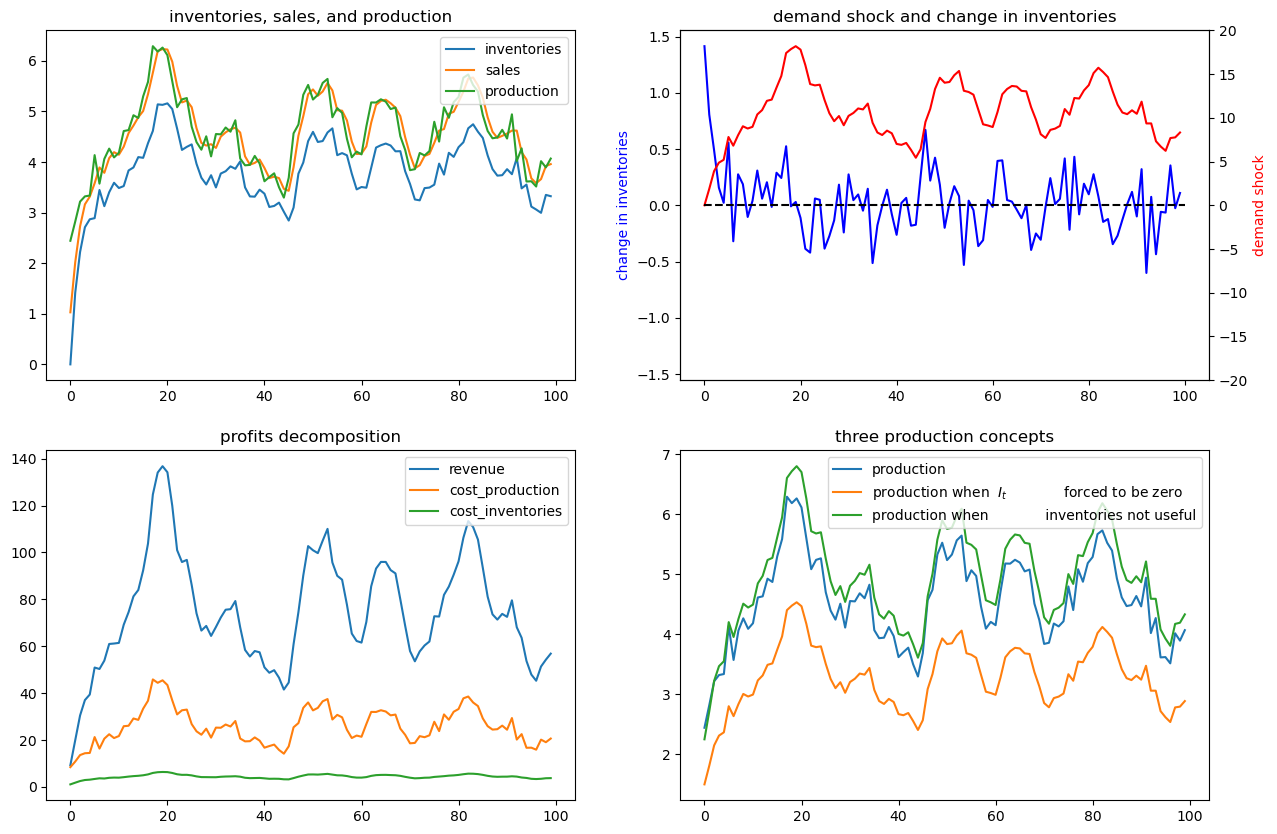 inventories, sales, and production
inventories
sales
production
6
5
4
3
2
1
0
0 20 40 60 80 100
demand shock and change in inventories
change in inventories
1.5
1.0
0.5
0.0
−0.5
−1.0
−1.5
20
15
10
5
0
−5
−10
−15
−20
demand shock
0 20 40 60 80 100
profits decomposition
revenue
cost_production
cost_inventories
140
120
100
80
60
40
20
0
0 20 40 60 80 100
three production concepts
production
production when I_t forced to be zero
production when inventories not useful
7
6
5
4
3
2
0 20 40 60 80 100